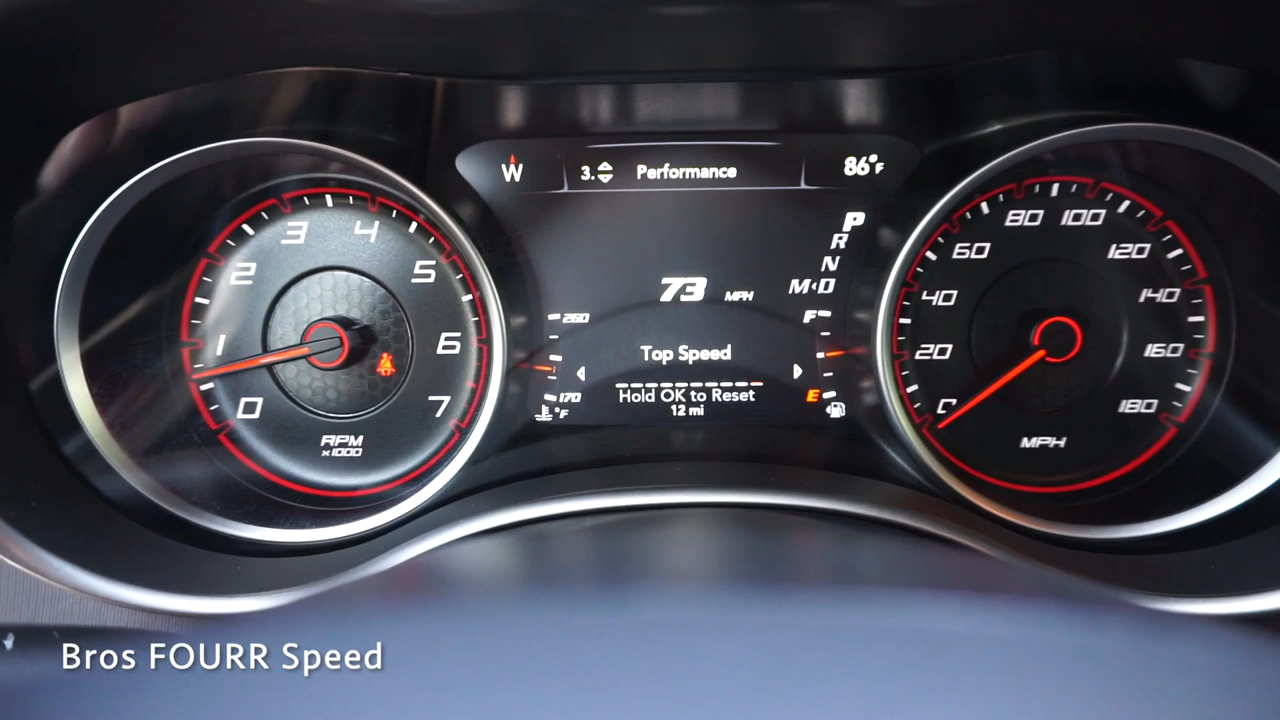 W
3.
Performance
86°F
P
R
N
M<D
73 MPH
Top Speed
Hold OK to Reset
12 mi
260
170
°F
F
E
0
1
2
3
4
5
6
7
RPM
x1000
0
20
40
60
80
100
120
140
160
180
MPH
Bros FOURR Speed